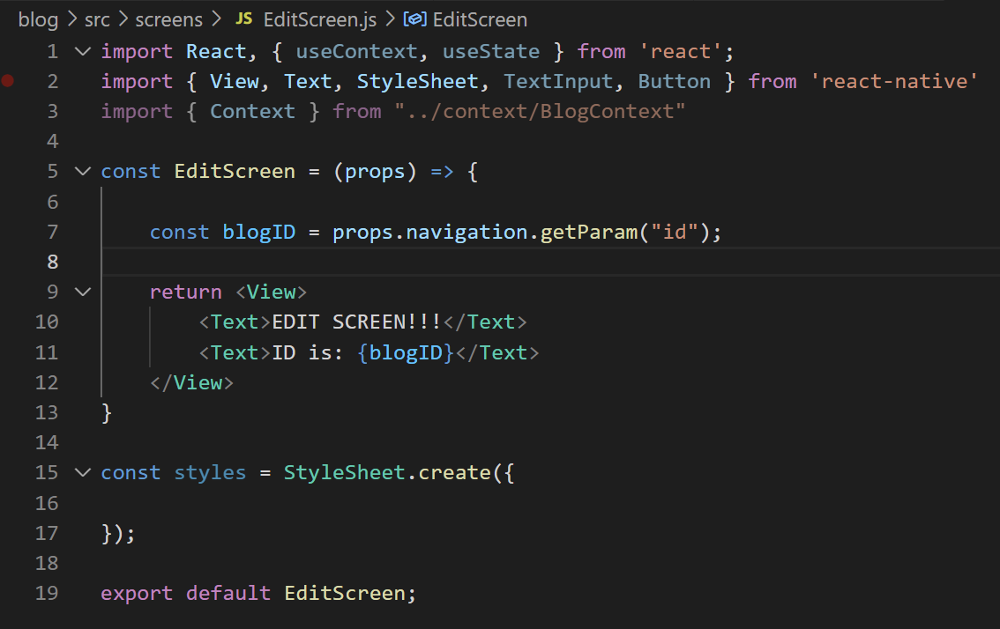 blog > src > screens > JS EditScreen.js > EditScreen
1 import React, { useContext, useState } from 'react';
2 import { View, Text, StyleSheet, TextInput, Button } from 'react-native'
3 import { Context } from "../context/BlogContext"
4
5 const EditScreen = (props) => {
6
7     const blogID = props.navigation.getParam("id");
8
9     return <View>
10         <Text>EDIT SCREEN!!!</Text>
11         <Text>ID is: {blogID}</Text>
12     </View>
13 }
14
15 const styles = StyleSheet.create({
16
17 });
18
19 export default EditScreen;